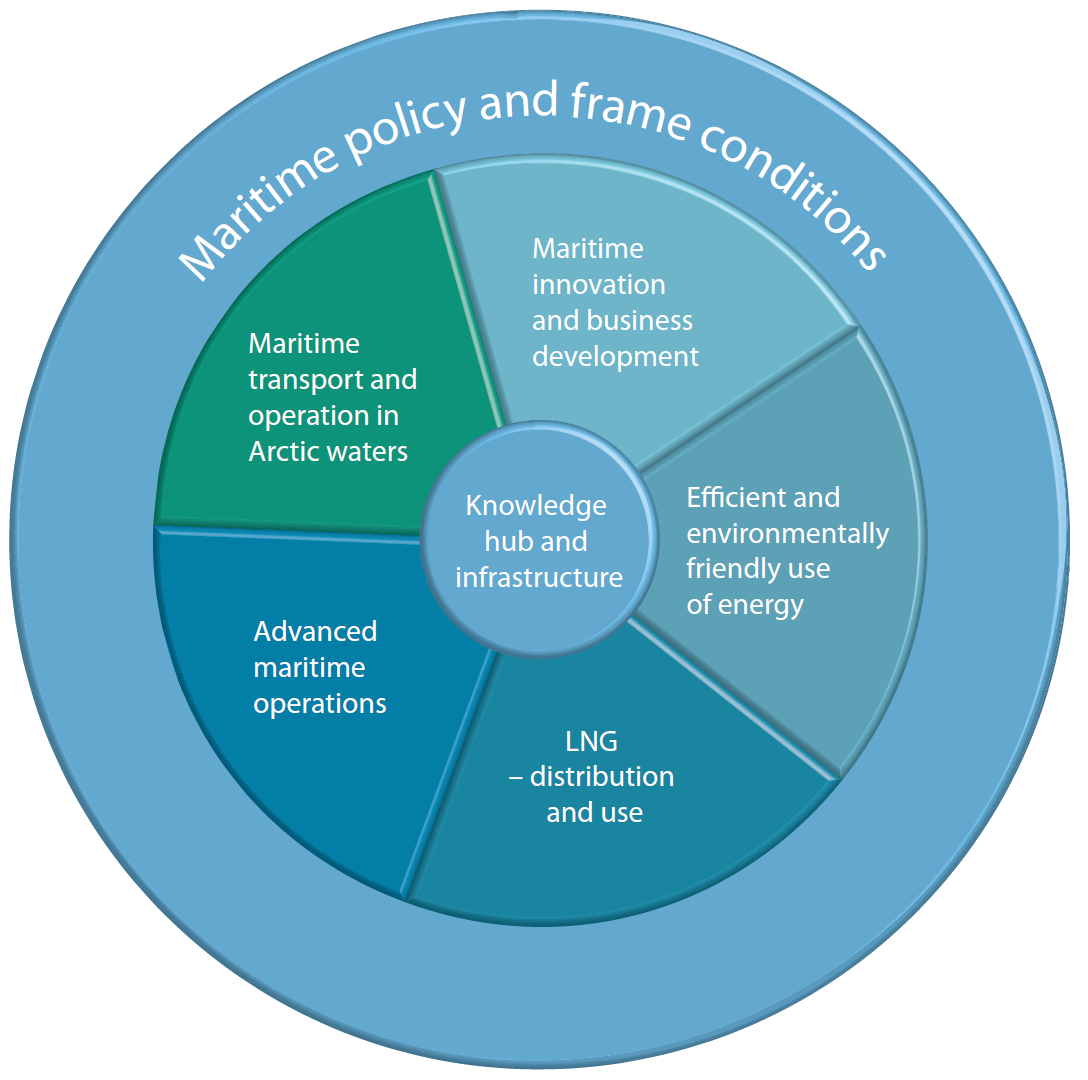 Maritime policy and frame conditions
Maritime
innovation
and business
development
Maritime
transport and
operation in
Arctic waters
Knowledge
hub and
infrastructure
Efficient and
environmentally
friendly use
of energy
Advanced
maritime
operations
LNG
– distribution
and use